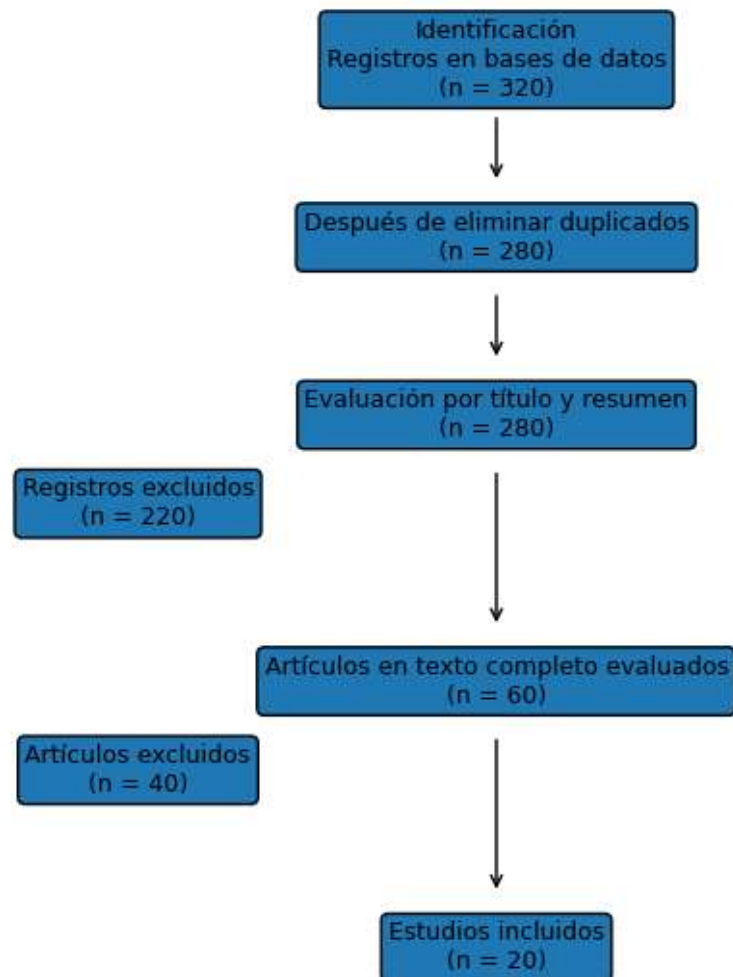 Identificación
Registros en bases de datos
(n = 320)
Después de eliminar duplicados
(n = 280)
Evaluación por título y resumen
(n = 280)
Registros excluidos
(n = 220)
Artículos en texto completo evaluados
(n = 60)
Artículos excluidos
(n = 40)
Estudios incluidos
(n = 20)